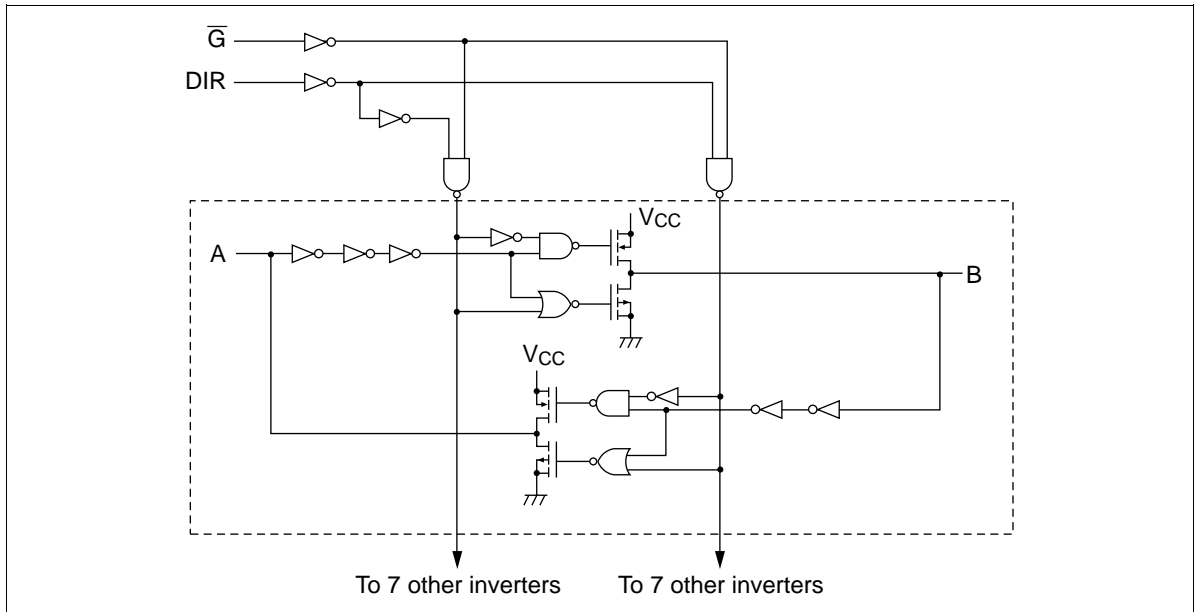 G̅
DIR
VCC
A
B
VCC
To 7 other inverters To 7 other inverters